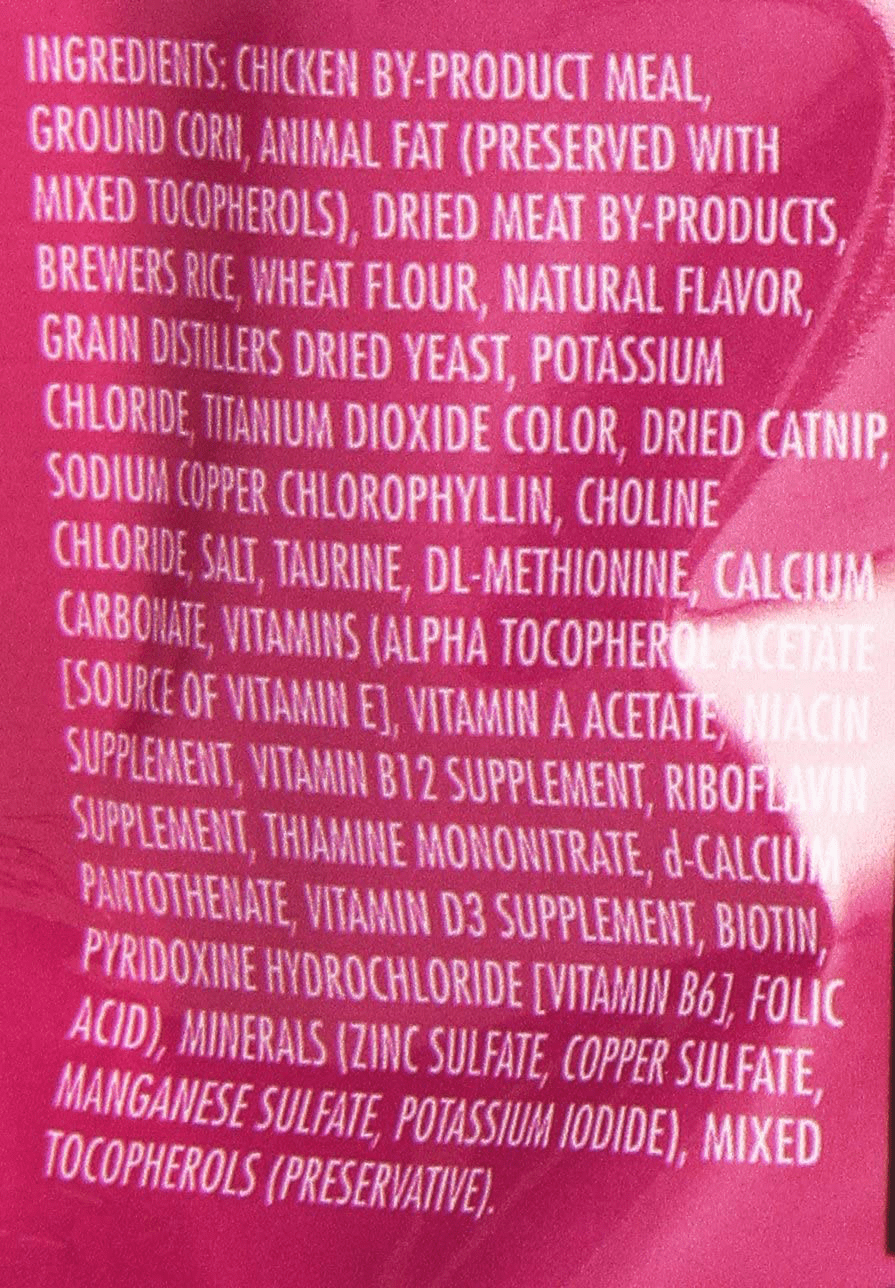 INGREDIENTS: CHICKEN BY-PRODUCT MEAL,
GROUND CORN, ANIMAL FAT (PRESERVED WITH
MIXED TOCOPHEROLS), DRIED MEAT BY-PRODUCTS,
BREWERS RICE, WHEAT FLOUR, NATURAL FLAVOR,
GRAIN DISTILLERS DRIED YEAST, POTASSIUM
CHLORIDE, TITANIUM DIOXIDE COLOR, DRIED CATNIP,
SODIUM COPPER CHLOROPHYLLIN, CHOLINE
CHLORIDE, SALT, TAURINE, DL-METHIONINE, CALCIUM
CARBONATE, VITAMINS (ALPHA TOCOPHEROL ACETATE
[SOURCE OF VITAMIN E], VITAMIN A ACETATE, NIACIN
SUPPLEMENT, VITAMIN B12 SUPPLEMENT, RIBOFLAVIN
SUPPLEMENT, THIAMINE MONONITRATE, d-CALCIUM
PANTOTHENATE, VITAMIN D3 SUPPLEMENT, BIOTIN,
PYRIDOXINE HYDROCHLORIDE [VITAMIN B6], FOLIC
ACID), MINERALS (ZINC SULFATE, COPPER SULFATE,
MANGANESE SULFATE, POTASSIUM IODIDE), MIXED
TOCOPHEROLS (PRESERVATIVE).